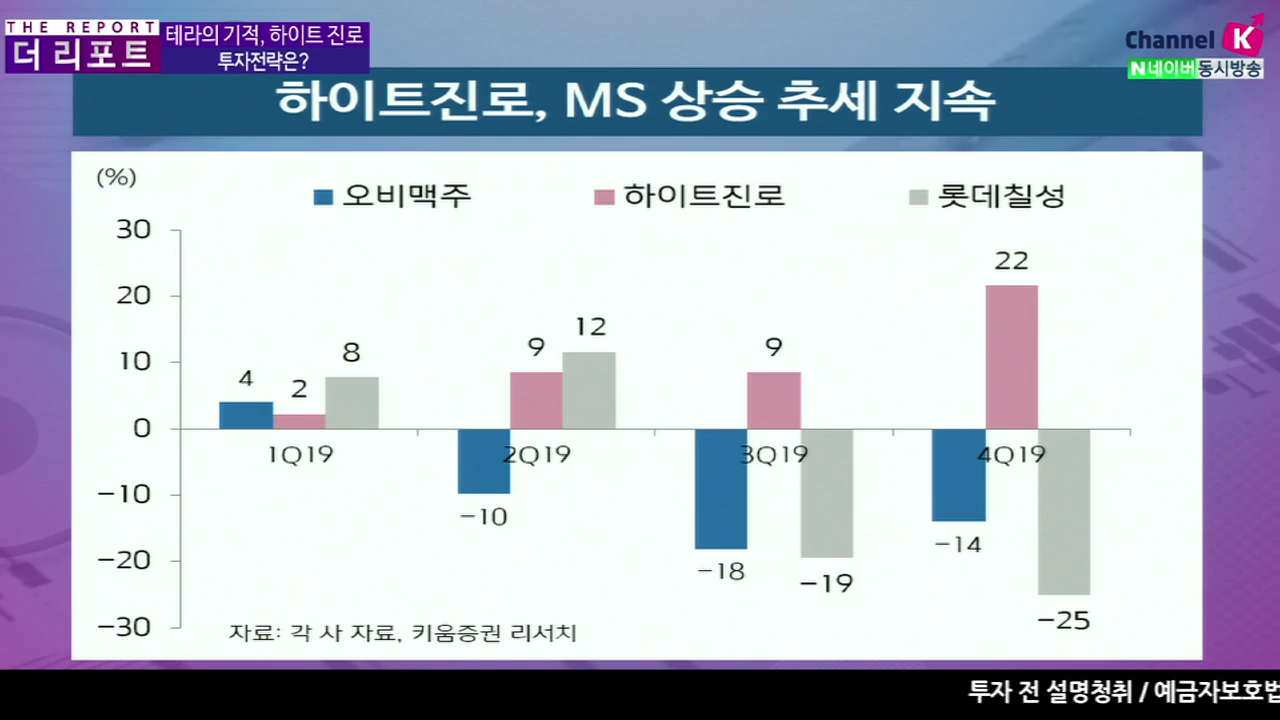 THE REPORT
더 리포트
테라의 기적, 하이트 진로
투자전략은?
Channel K
N 네이버 동시방송
하이트진로, MS 상승 추세 지속
(%)
오비맥주 하이트진로 롯데칠성
30
20
10
0
-10
-20
-30
4 2 8
-10 9 12
-18 9 -19
-14 22 -25
1Q19 2Q19 3Q19 4Q19
자료: 각 사 자료, 키움증권 리서치
투자 전 설명청취 / 예금자보호법